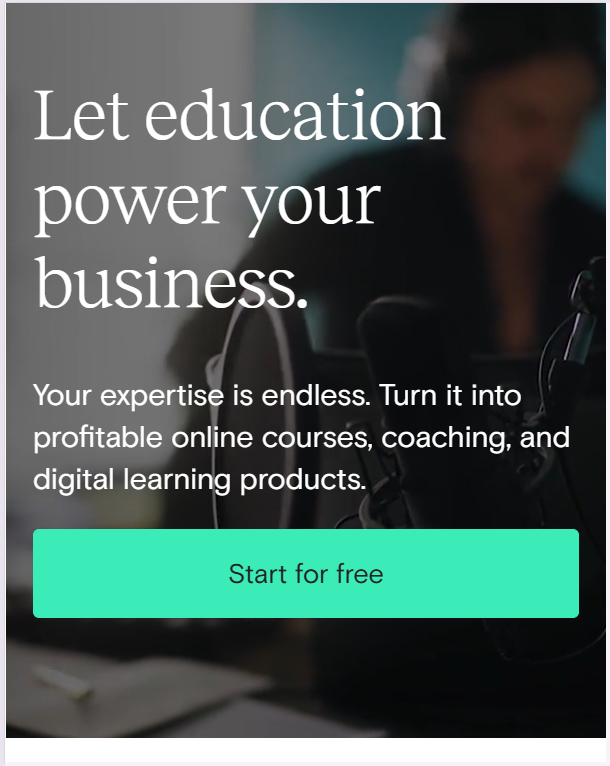 Let education
power your
business.
Your expertise is endless. Turn it into
profitable online courses, coaching, and
digital learning products.
Start for free